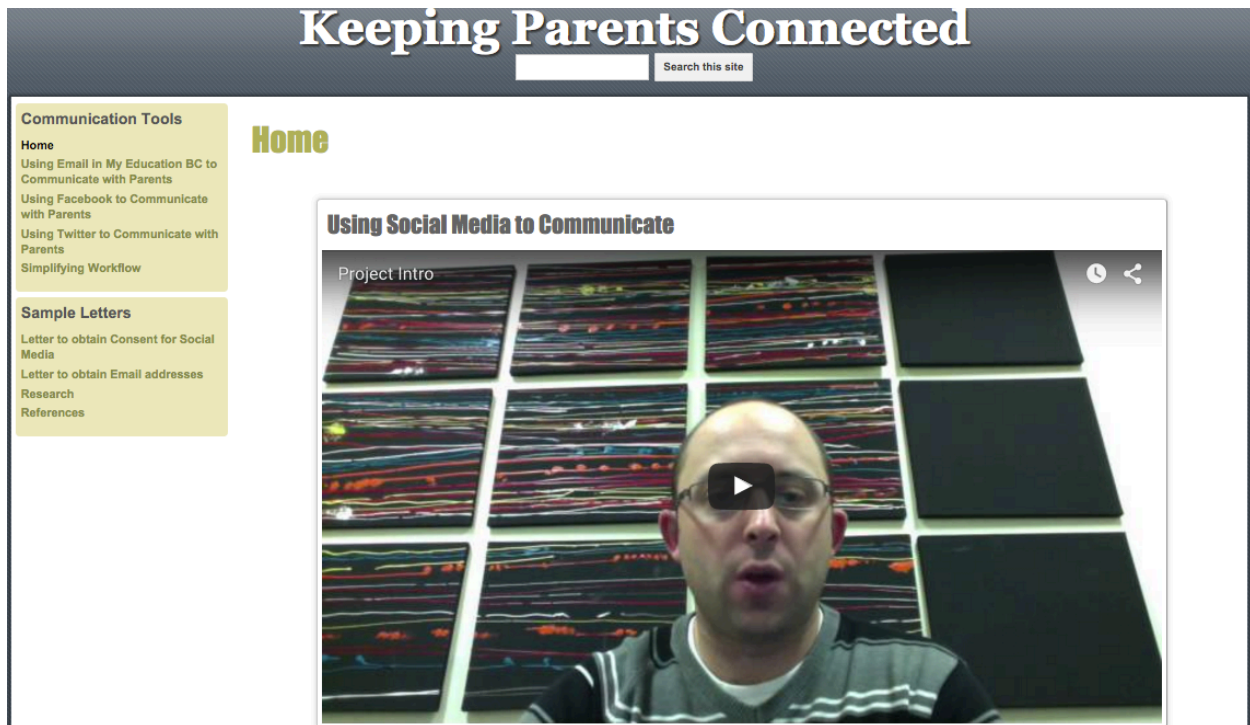 Keeping Parents Connected
Search this site
Communication Tools
Home
Using Email in My Education BC to
Communicate with Parents
Using Facebook to Communicate
with Parents
Using Twitter to Communicate with
Parents
Simplifying Workflow
Sample Letters
Letter to obtain Consent for Social
Media
Letter to obtain Email addresses
Research
References
Home
Using Social Media to Communicate
Project Intro